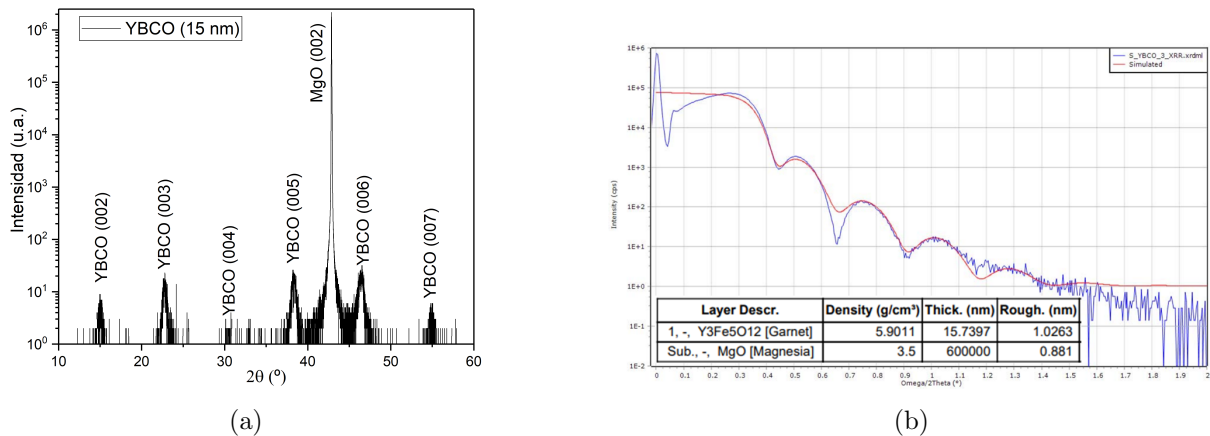 YBCO (15 nm)
Intensidad (u.a.)
10⁶
10⁵
10⁴
10³
10²
10¹
10⁰
YBCO (002)
YBCO (003)
YBCO (004)
YBCO (005)
MgO (002)
YBCO (006)
YBCO (007)
10 20 30 40 50 60
2θ (º)
(a)
S_YBCO_3_XRR.xrdml
Simulated
Intensity (cps)
1E+6
1E+5
1E+4
1E+3
1E+2
1E+1
1E+0
1E-1
1E-2
Layer Descr. Density (g/cm³) Thick. (nm) Rough. (nm)
1, -, Y3Fe5O12 [Garnet] 5.9011 15.7397 1.0263
Sub., -, MgO [Magnesia] 3.5 600000 0.881
0 0.1 0.2 0.3 0.4 0.5 0.6 0.7 0.8 0.9 1.0 1.1 1.2 1.3 1.4 1.5 1.6 1.7 1.8 1.9 2
Omega/2Theta (°)
(b)